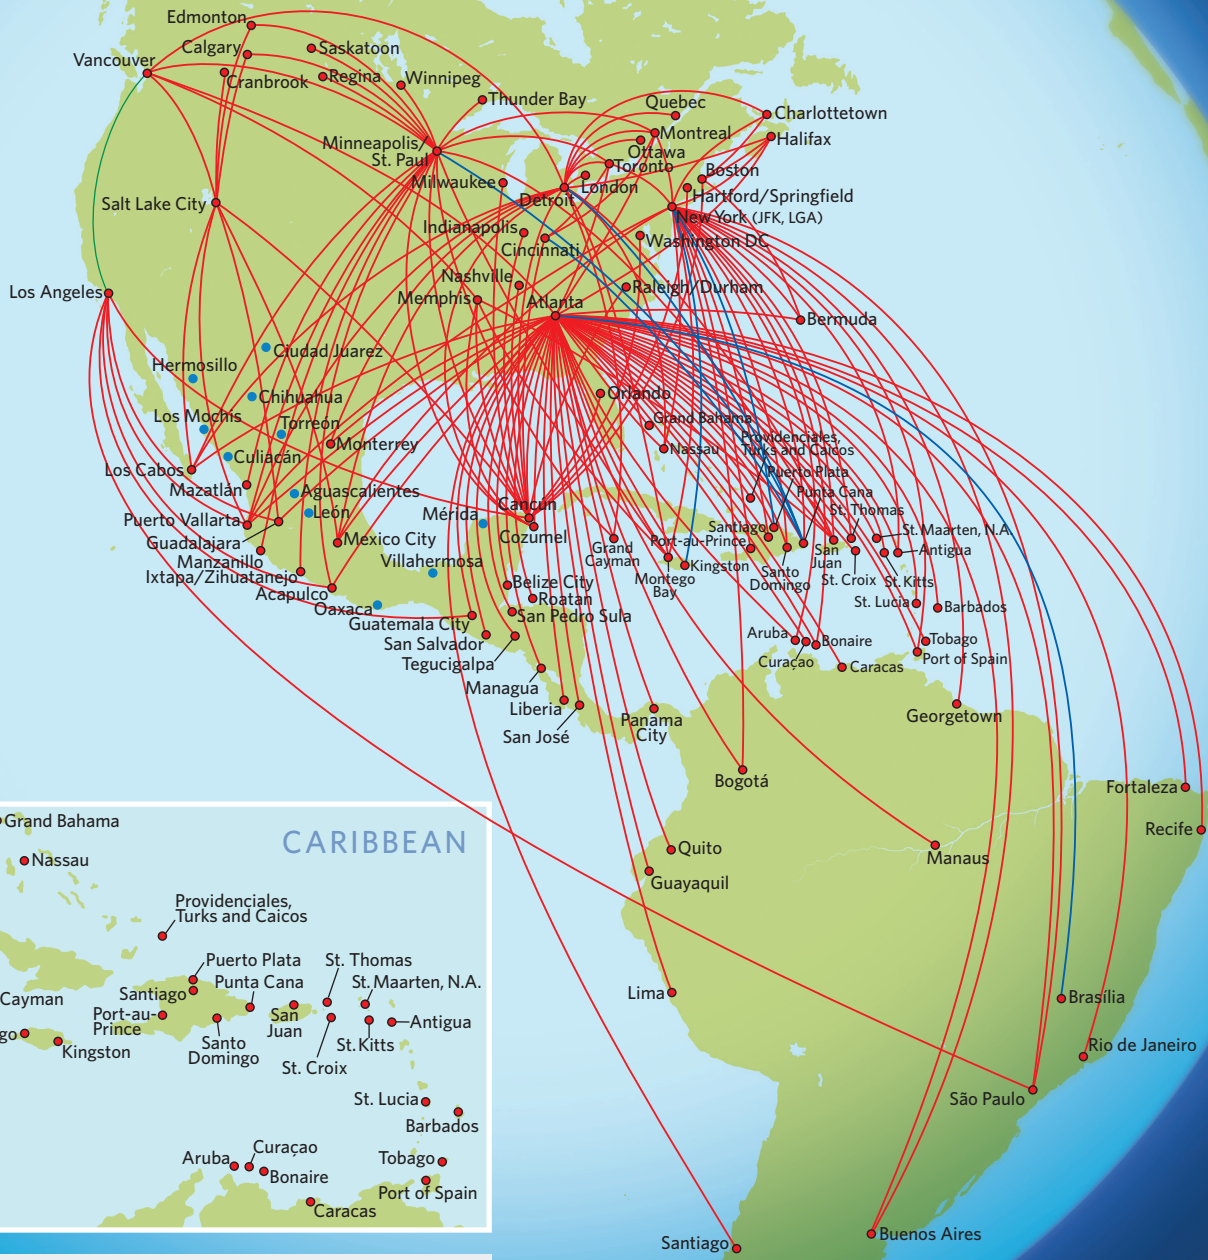 Edmonton
Calgary
Saskatoon
Vancouver
Cranbrook
Regina
Winnipeg
Thunder Bay
Quebec
Charlottetown
Montreal
Halifax
Minneapolis/
St. Paul
Ottawa
Toronto
Boston
Milwaukee
London
Detroit
Hartford/Springfield
Salt Lake City
New York (JFK, LGA)
Indianapolis
Cincinnati
Washington DC
Nashville
Raleigh/Durham
Los Angeles
Memphis
Atlanta
Bermuda
Ciudad Juarez
Hermosillo
Chihuahua
Orlando
Los Mochis
Torreón
Grand Bahama
Monterrey
Providenciales,
Turks and Caicos
Nassau
Culiacán
Los Cabos
Puerto Plata
Mazatlán
Aguascalientes
Punta Cana
Cancún
León
Mérida
St. Thomas
Puerto Vallarta
Santiago
St. Maarten, N.A.
Guadalajara
Mexico City
Cozumel
Grand
Cayman
Port-au-Prince
San
Juan
Antigua
Manzanillo
Villahermosa
Montego
Bay
Kingston
Santo
Domingo
St. Croix
St. Kitts
Ixtapa/Zihuatanejo
Belize City
Acapulco
Roatan
St. Lucia
Barbados
Oaxaca
San Pedro Sula
Guatemala City
Aruba
Bonaire
Tobago
San Salvador
Curaçao
Port of Spain
Tegucigalpa
Caracas
Managua
Liberia
Georgetown
Panama
City
San José
Bogotá
Fortaleza
Recife
Quito
Manaus
Guayaquil
Lima
Brasília
Rio de Janeiro
São Paulo
Buenos Aires
Santiago
Grand Bahama
CARIBBEAN
Nassau
Providenciales,
Turks and Caicos
Puerto Plata
St. Thomas
Punta Cana
St. Maarten, N.A.
Santiago
Cayman
Port-au-
Prince
San
Juan
Antigua
go
Kingston
Santo
Domingo
St. Kitts
St. Croix
St. Lucia
Barbados
Curaçao
Aruba
Tobago
Bonaire
Port of Spain
Caracas